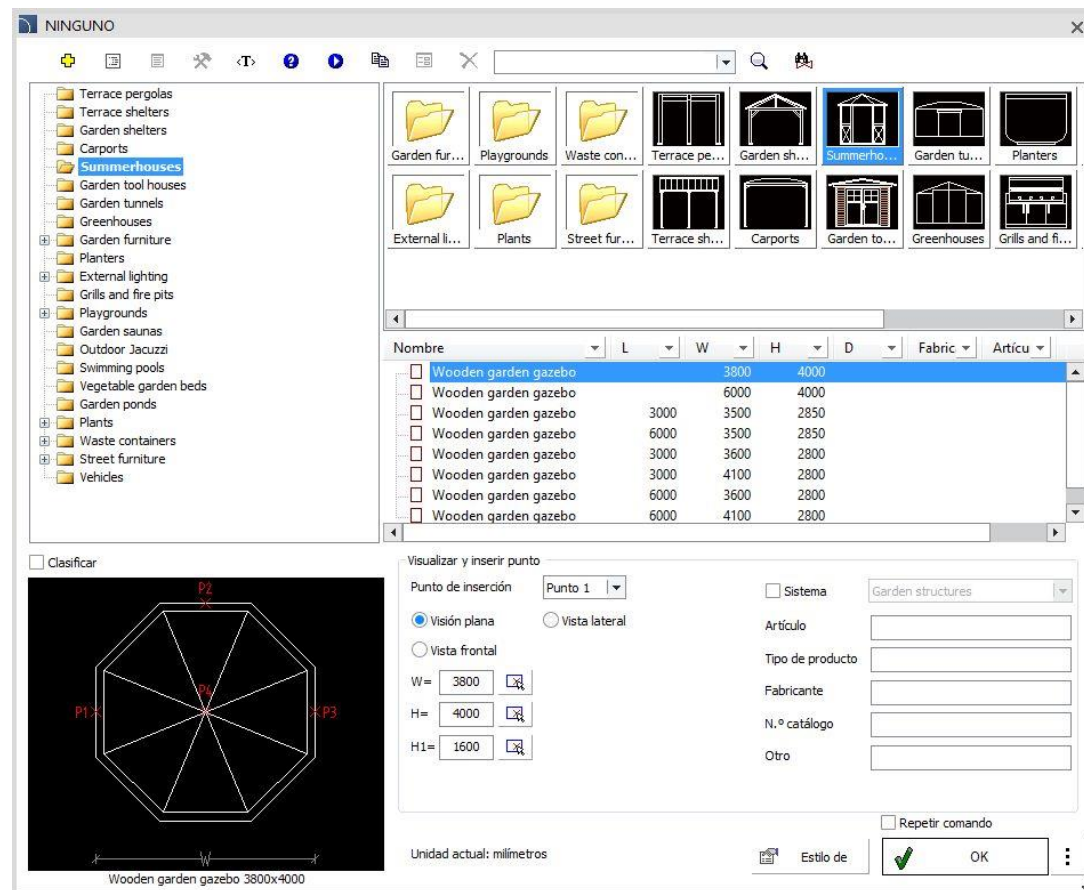 NINGUNO
‹T›
Terrace pergolas
Terrace shelters
Garden shelters
Carports
Summerhouses
Garden tool houses
Garden tunnels
Greenhouses
Garden furniture
Planters
External lighting
Grills and fire pits
Playgrounds
Garden saunas
Outdoor Jacuzzi
Swimming pools
Vegetable garden beds
Garden ponds
Plants
Waste containers
Street furniture
Vehicles
Garden fur... Playgrounds Waste con... Terrace pe... Garden sh... Summerho... Garden tu... Planters
External li... Plants Street fur... Terrace sh... Carports Garden to... Greenhouses Grills and fi...
Nombre L W H D Fabric Artícu
Wooden garden gazebo 3800 4000
Wooden garden gazebo 6000 4000
Wooden garden gazebo 3000 3500 2850
Wooden garden gazebo 6000 3500 2850
Wooden garden gazebo 3000 3600 2800
Wooden garden gazebo 3000 4100 2800
Wooden garden gazebo 6000 3600 2800
Wooden garden gazebo 6000 4100 2800
Clasificar
P2
P4
P1 P3
W
Wooden garden gazebo 3800x4000
Visualizar y inserir punto
Punto de inserción Punto 1
Visión plana Vista lateral
Vista frontal
W= 3800
H= 4000
H1= 1600
Sistema Garden structures
Artículo
Tipo de producto
Fabricante
N.º catálogo
Otro
Repetir comando
Unidad actual: milímetros
Estilo de
OK